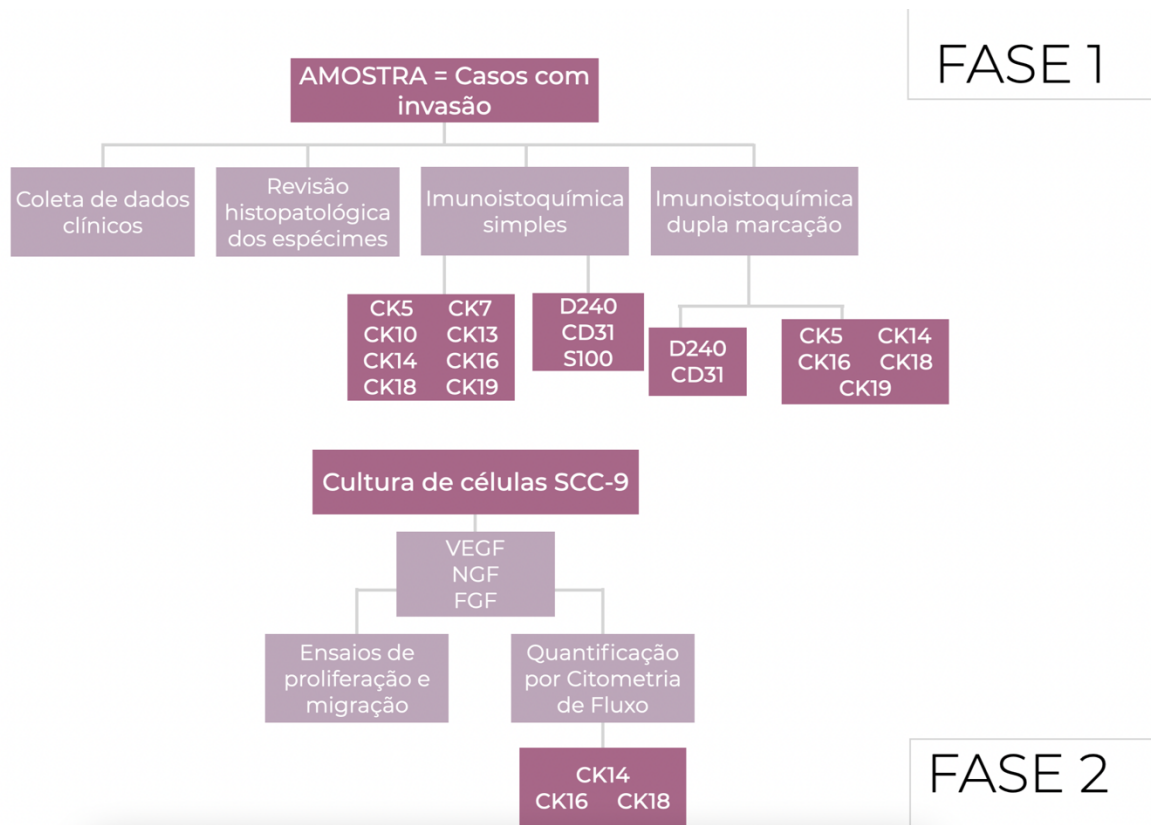 FASE 1
AMOSTRA = Casos com
invasão
Coleta de dados
clínicos
Revisão
histopatológica
dos espécimes
Imunoistoquímica
simples
Imunoistoquímica
dupla marcação
CK5 CK7
CK10 CK13
CK14 CK16
CK18 CK19
D240
CD31
S100
D240
CD31
CK5 CK14
CK16 CK18
CK19
Cultura de células SCC-9
VEGF
NGF
FGF
Ensaios de
proliferação e
migração
Quantificação
por Citometria
de Fluxo
CK14
CK16 CK18
FASE 2